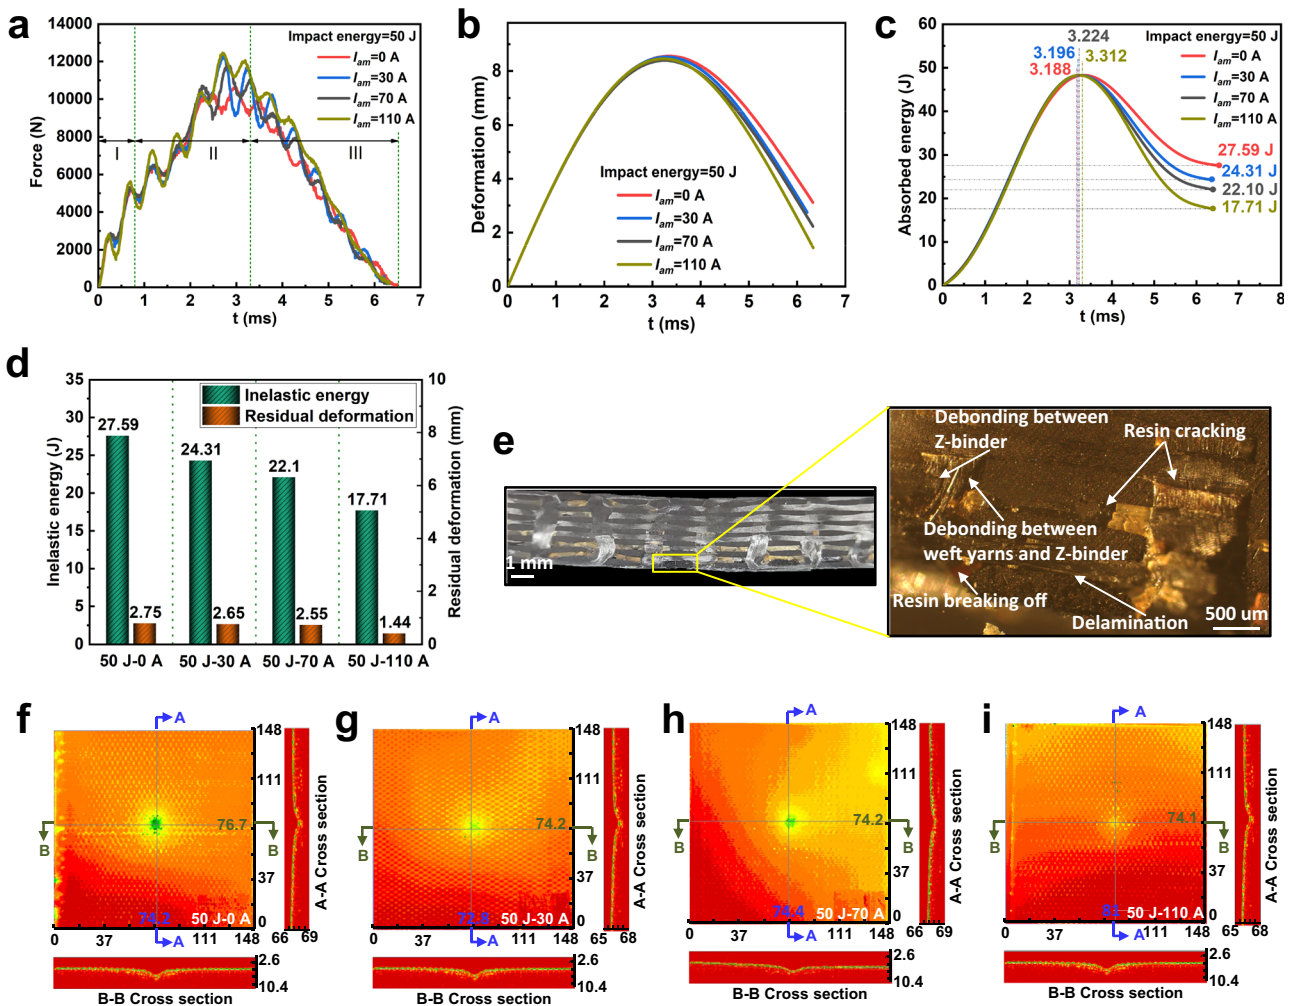 a
14000
12000
10000
8000
6000
4000
2000
0
Force (N)
Impact energy=50 J
Iam=0 A
Iam=30 A
Iam=70 A
Iam=110 A
I
II
III
0 1 2 3 4 5 6 7
t (ms)
b
8
6
4
2
0
Deformation (mm)
Impact energy=50 J
Iam=0 A
Iam=30 A
Iam=70 A
Iam=110 A
0 1 2 3 4 5 6 7
t (ms)
c
60
50
40
30
20
10
0
Absorbed energy (J)
3.224
3.196
3.312
3.188
Impact energy=50 J
Iam=0 A
Iam=30 A
Iam=70 A
Iam=110 A
27.59 J
24.31 J
22.10 J
17.71 J
0 1 2 3 4 5 6 7 8
t (ms)
d
35
30
25
20
15
10
5
0
Inelastic energy (J)
Inelastic energy
Residual deformation
27.59
24.31
22.1
17.71
2.75
2.65
2.55
1.44
10
8
6
4
2
0
Residual deformation (mm)
50 J-0 A 50 J-30 A 50 J-70 A 50 J-110 A
e
1 mm
Debonding between
Z-binder
Resin cracking
Debonding between
weft yarns and Z-binder
Resin breaking off
Delamination
500 um
f
A
148
111
76.7
B
B
37
0
74.2
50 J-0 A
0 37 A 111 148
66 69
A-A Cross section
2.6
10.4
B-B Cross section
g
A
148
111
74.2
B
B
37
0
72.8
50 J-30 A
0 37 A 111 148
65 68
A-A Cross section
2.6
10.4
B-B Cross section
h
A
148
111
74.2
B
B
37
0
74.4
50 J-70 A
0 37 A 111 148
66 69
A-A Cross section
2.6
10.4
B-B Cross section
i
A
148
111
74.1
B
B
37
0
81
50 J-110 A
0 37 A 111 148
65 68
A-A Cross section
2.6
10.4
B-B Cross section